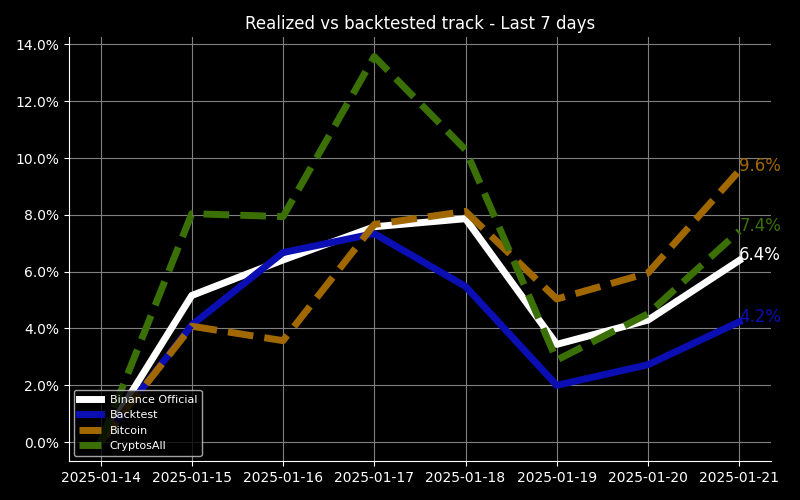 Realized vs backtested track - Last 7 days
14.0%
12.0%
10.0%
8.0%
6.0%
4.0%
2.0%
0.0%
9.6%
7.4%
6.4%
4.2%
Binance Official
Backtest
Bitcoin
CryptosAll
2025-01-14 2025-01-15 2025-01-16 2025-01-17 2025-01-18 2025-01-19 2025-01-20 2025-01-21